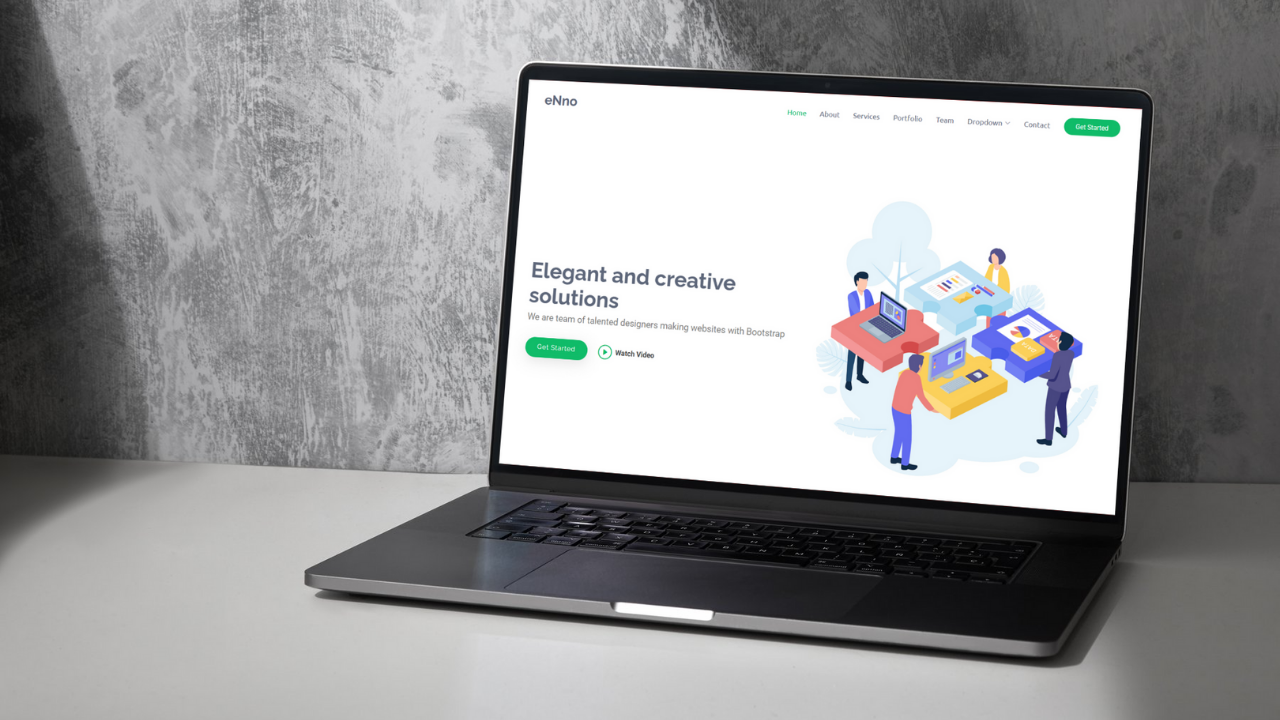 eNno
Home About Services Portfolio Team Dropdown Contact Get Started
Elegant and creative
solutions
We are team of talented designers making websites with Bootstrap
Get Started Watch Video